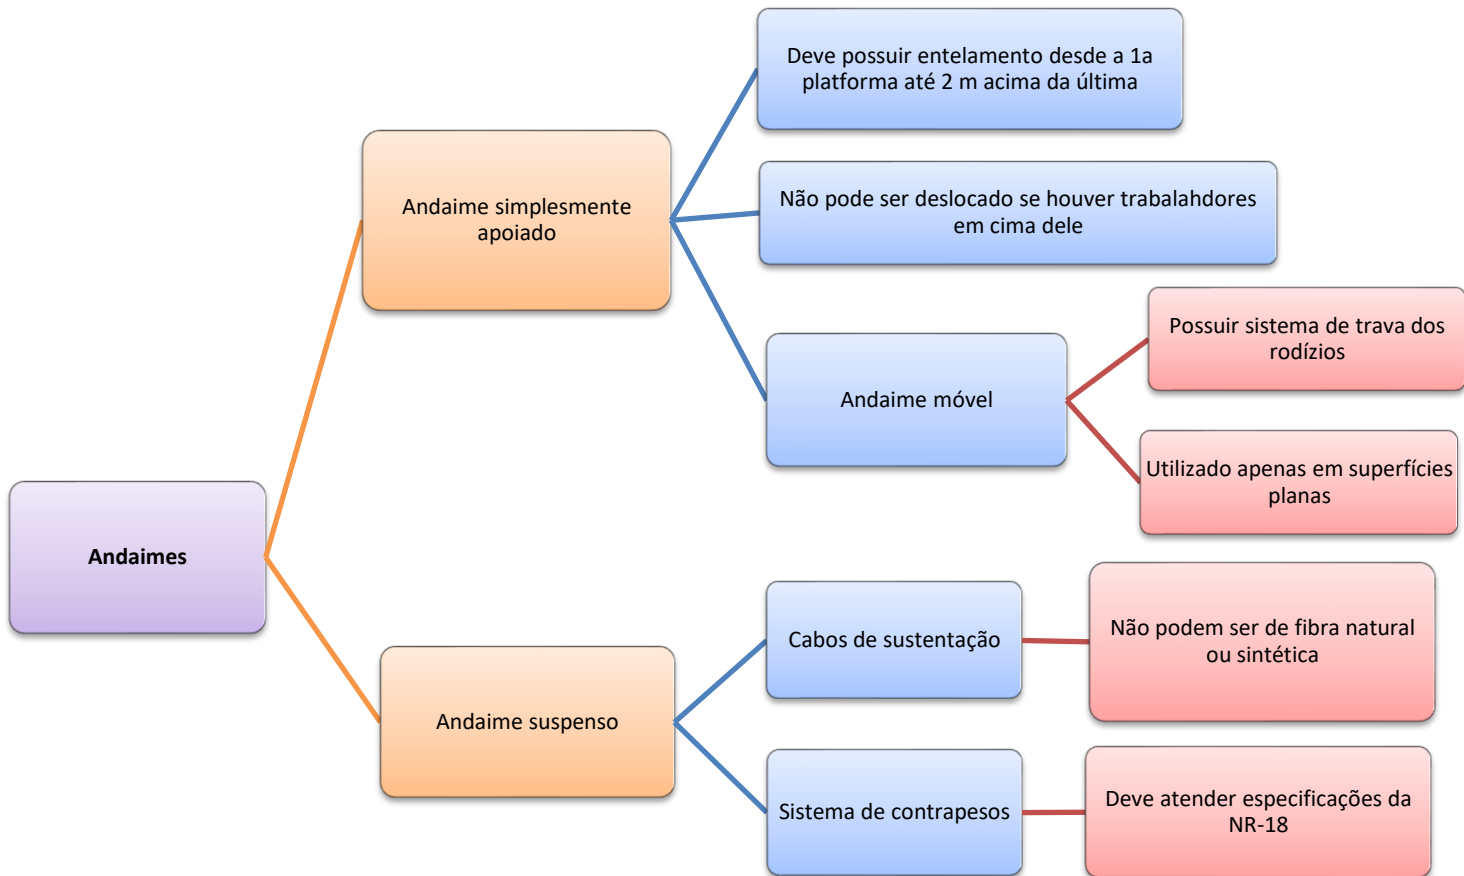 Andaimes
Andaime simplesmente
apoiado
Deve possuir entelamento desde a 1a
platforma até 2 m acima da última
Não pode ser deslocado se houver trabalahdores
em cima dele
Andaime móvel
Possuir sistema de trava dos
rodízios
Utilizado apenas em superfícies
planas
Andaime suspenso
Cabos de sustentação
Não podem ser de fibra natural
ou sintética
Sistema de contrapesos
Deve atender especificações da
NR-18